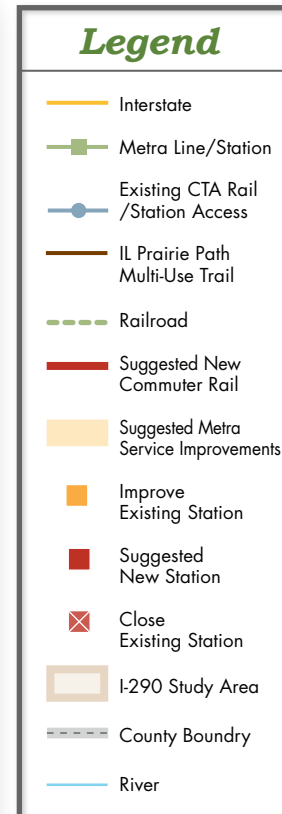 Legend
Interstate
Metra Line/Station
Existing CTA Rail
/Station Access
IL Prairie Path
Multi-Use Trail
Railroad
Suggested New
Commuter Rail
Suggested Metra
Service Improvements
Improve
Existing Station
Suggested
New Station
Close
Existing Station
I-290 Study Area
County Boundry
River